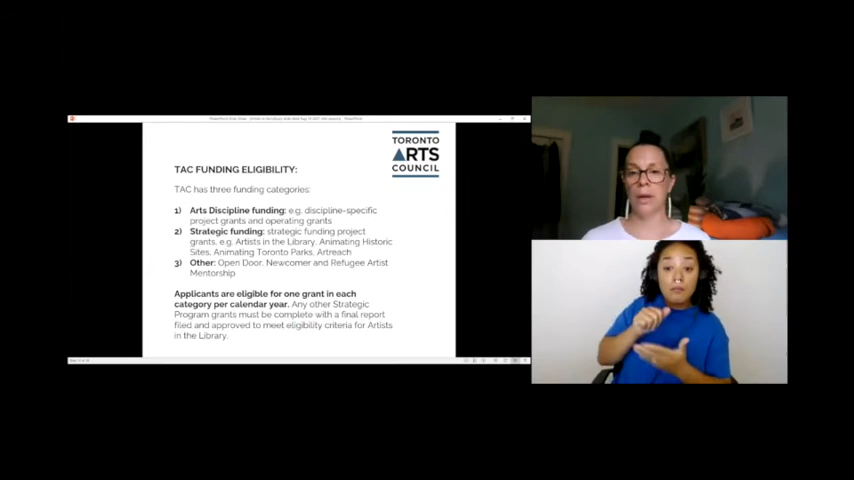 TORONTO
ARTS
COUNCIL
TAC FUNDING ELIGIBILITY:
TAC has three funding categories:
1) Arts Discipline funding: e.g. discipline-specific
project grants and operating grants
2) Strategic funding: strategic funding project
grants, e.g. Artists in the Library, Animating Historic
Sites, Animating Toronto Parks, Artreach
3) Other: Open Door, Newcomer and Refugee Artist
Mentorship
Applicants are eligible for one grant in each
category per calendar year. Any other Strategic
Program grants must be complete with a final report
filed and approved to meet eligibility criteria for Artists
in the Library.